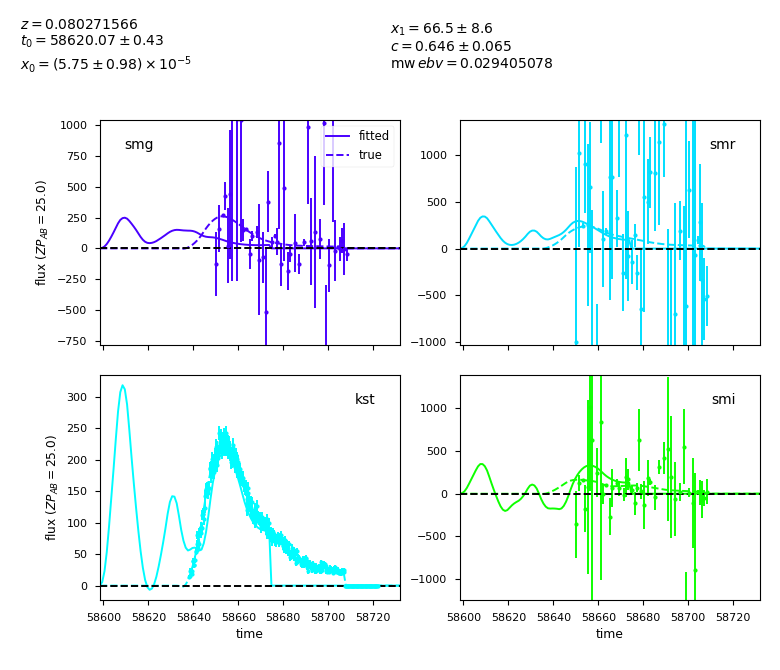 z = 0.080271566
t₀ = 58620.07 ± 0.43
x₀ = (5.75 ± 0.98) × 10⁻⁵
x₁ = 66.5 ± 8.6
c = 0.646 ± 0.065
mw ebv = 0.029405078
smg
fitted
true
1000
750
500
250
0
−250
−500
−750
flux (ZP_AB = 25.0)
smr
1000
500
0
−500
−1000
kst
300
250
200
150
100
50
0
flux (ZP_AB = 25.0)
58600 58620 58640 58660 58680 58700 58720
time
smi
1000
500
0
−500
−1000
58600 58620 58640 58660 58680 58700 58720
time